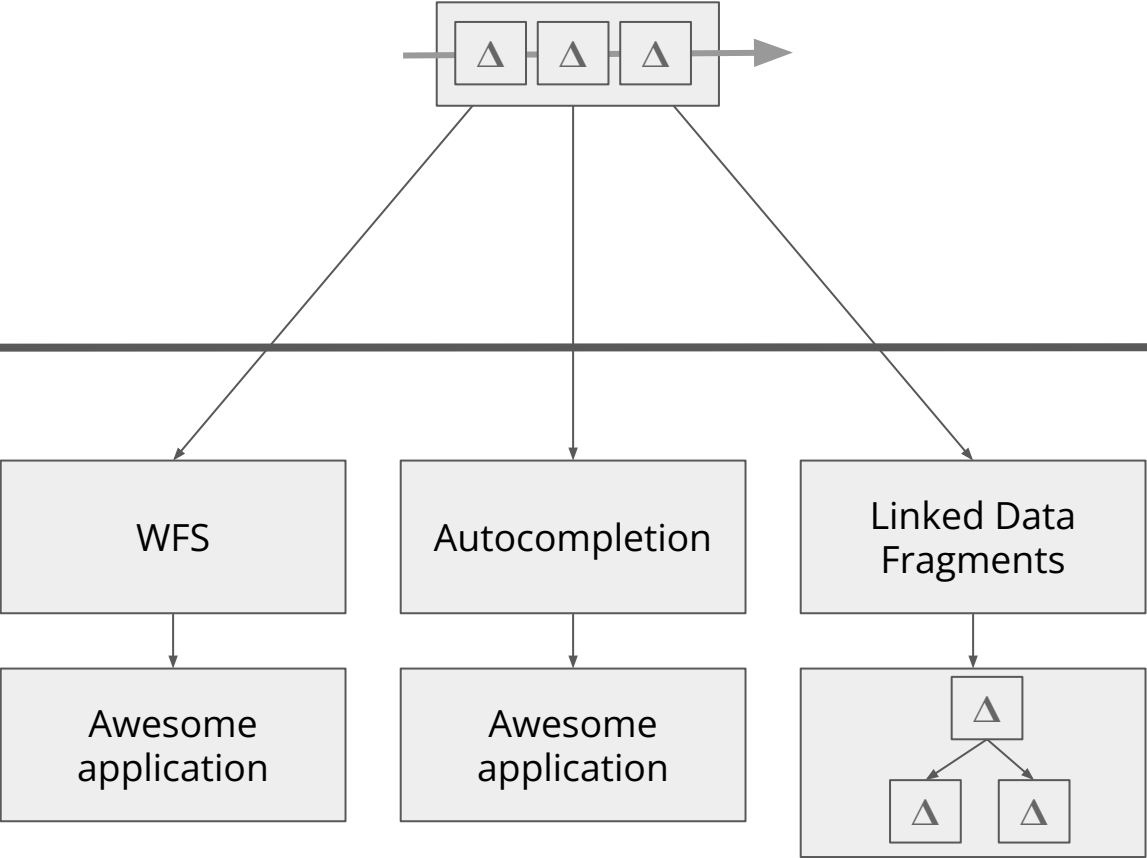 Δ Δ Δ
WFS
Autocompletion
Linked Data
Fragments
Awesome
application
Awesome
application
Δ
Δ Δ